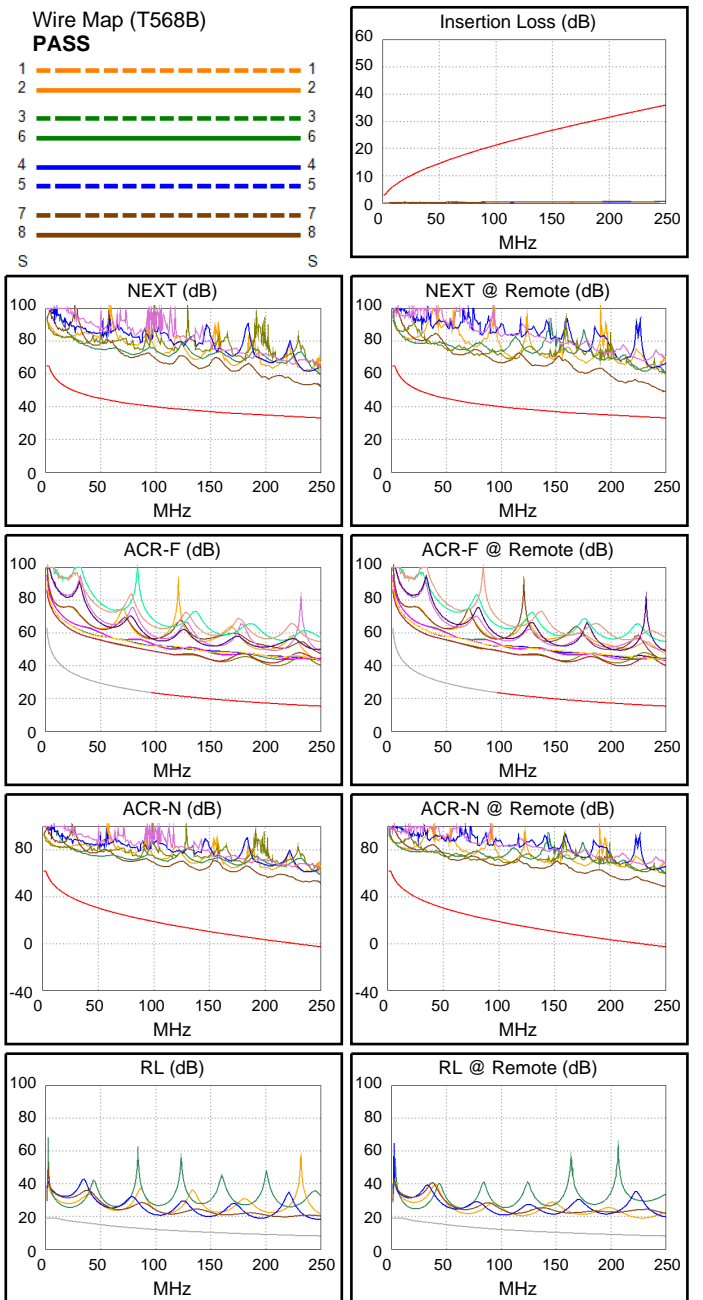 Wire Map (T568B)
PASS
1 1
2 2
3 3
6 6
4 4
5 5
7 7
8 8
S S
Insertion Loss (dB)
60
50
40
30
20
10
0
0 50 100 150 200 250
MHz
NEXT (dB)
100
80
60
40
20
0
0 50 100 150 200 250
MHz
NEXT @ Remote (dB)
100
80
60
40
20
0
0 50 100 150 200 250
MHz
ACR-F (dB)
100
80
60
40
20
0
0 50 100 150 200 250
MHz
ACR-F @ Remote (dB)
100
80
60
40
20
0
0 50 100 150 200 250
MHz
ACR-N (dB)
80
40
0
-40
0 50 100 150 200 250
MHz
ACR-N @ Remote (dB)
80
40
0
-40
0 50 100 150 200 250
MHz
RL (dB)
100
80
60
40
20
0
0 50 100 150 200 250
MHz
RL @ Remote (dB)
100
80
60
40
20
0
0 50 100 150 200 250
MHz